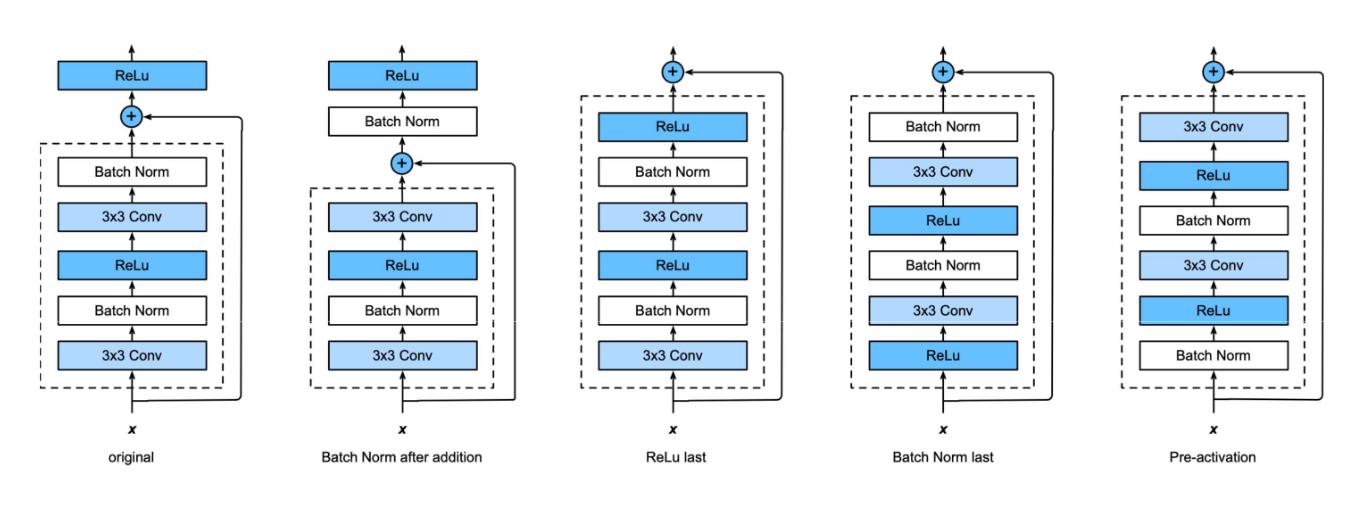 ReLu
+
Batch Norm
3x3 Conv
ReLu
Batch Norm
3x3 Conv
x
original
ReLu
Batch Norm
+
3x3 Conv
ReLu
Batch Norm
3x3 Conv
x
Batch Norm after addition
+
ReLu
Batch Norm
3x3 Conv
ReLu
Batch Norm
3x3 Conv
x
ReLu last
+
Batch Norm
3x3 Conv
ReLu
Batch Norm
3x3 Conv
ReLu
x
Batch Norm last
+
3x3 Conv
ReLu
Batch Norm
3x3 Conv
ReLu
Batch Norm
x
Pre-activation